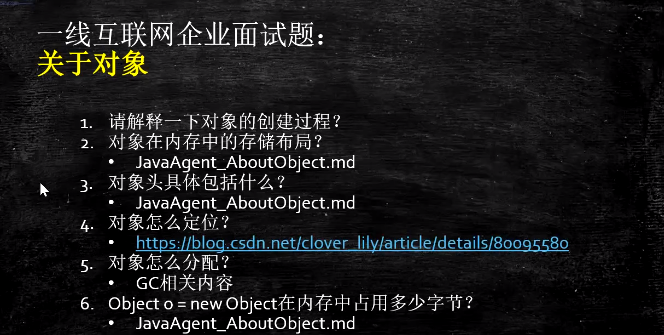 一线互联网企业面试题：
关于对象
1. 请解释一下对象的创建过程？
2. 对象在内存中的存储布局？
• JavaAgent_AboutObject.md
3. 对象头具体包括什么？
• JavaAgent_AboutObject.md
4. 对象怎么定位？
• https://blog.csdn.net/clover_lily/article/details/80095580
5. 对象怎么分配？
• GC相关内容
6. Object o = new Object在内存中占用多少字节？
• JavaAgent_AboutObject.md